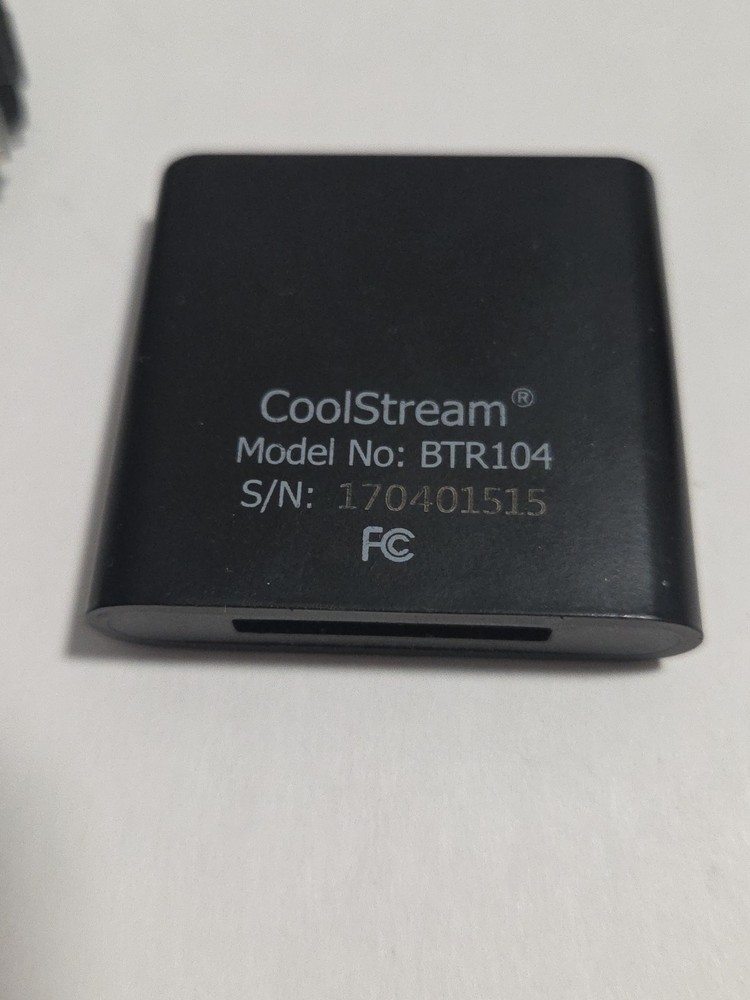 CoolStream®
Model No: BTR104
S/N: 170401515
FC